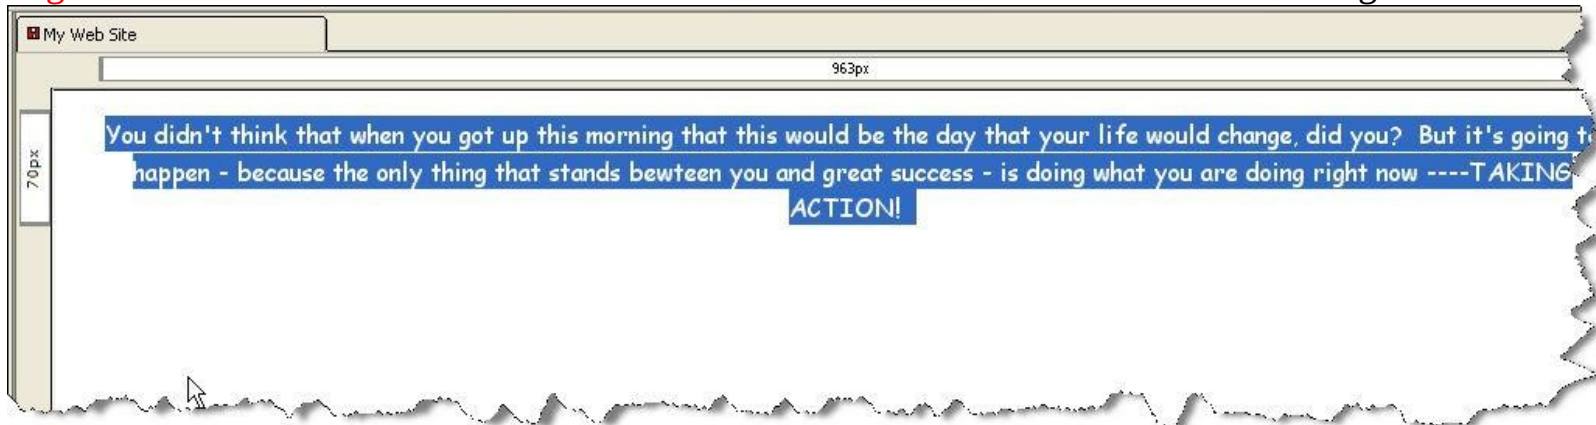 My Web Site
963px
70px
You didn't think that when you got up this morning that this would be the day that your life would change, did you?  But it's going to
happen - because the only thing that stands bewteen you and great success - is doing what you are doing right now ----TAKING
ACTION!